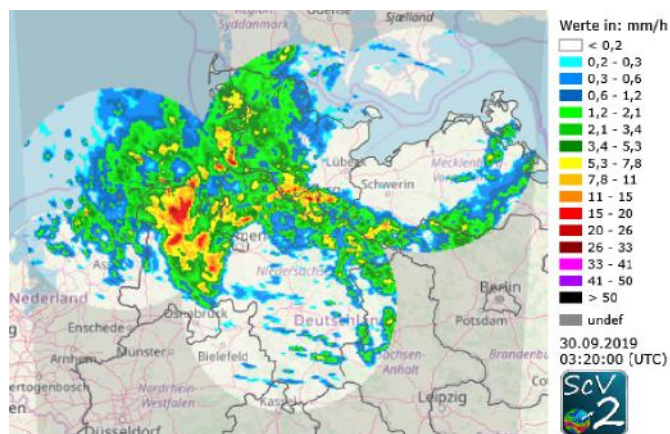 Odense
Sjælland
Region
Syddanmark
Lübeck
Mecklenburg
Schwerin
Niedersachsen
Nederland
Enschede
Osnabrück
Berlin
Potsdam
Deutschland
Arnhem
Münster
Bielefeld
Brandenburg
Anhalt
Nordrhein-
Westfalen
Kassel
Leipzig
Düsseldorf
Werte in: mm/h
< 0,2
0,2 - 0,3
0,3 - 0,6
0,6 - 1,2
1,2 - 2,1
2,1 - 3,4
3,4 - 5,3
5,3 - 7,8
7,8 - 11
11 - 15
15 - 20
20 - 26
26 - 33
33 - 41
41 - 50
> 50
undef
30.09.2019
03:20:00 (UTC)
ScV
2